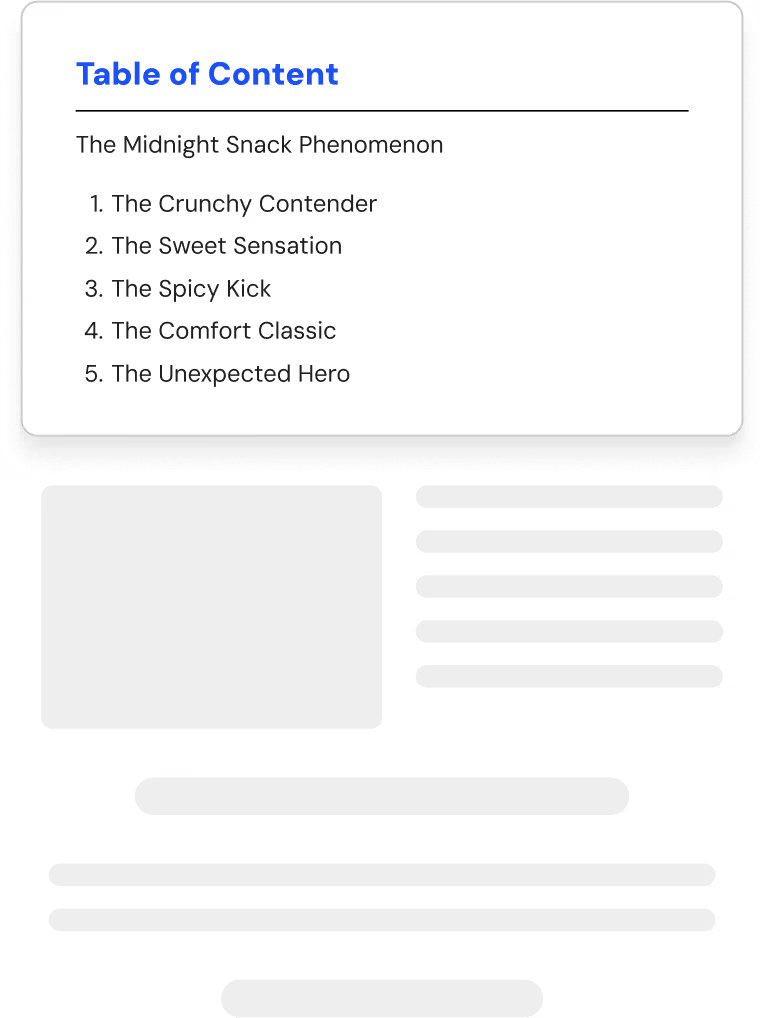 Table of Content
The Midnight Snack Phenomenon
1. The Crunchy Contender
2. The Sweet Sensation
3. The Spicy Kick
4. The Comfort Classic
5. The Unexpected Hero